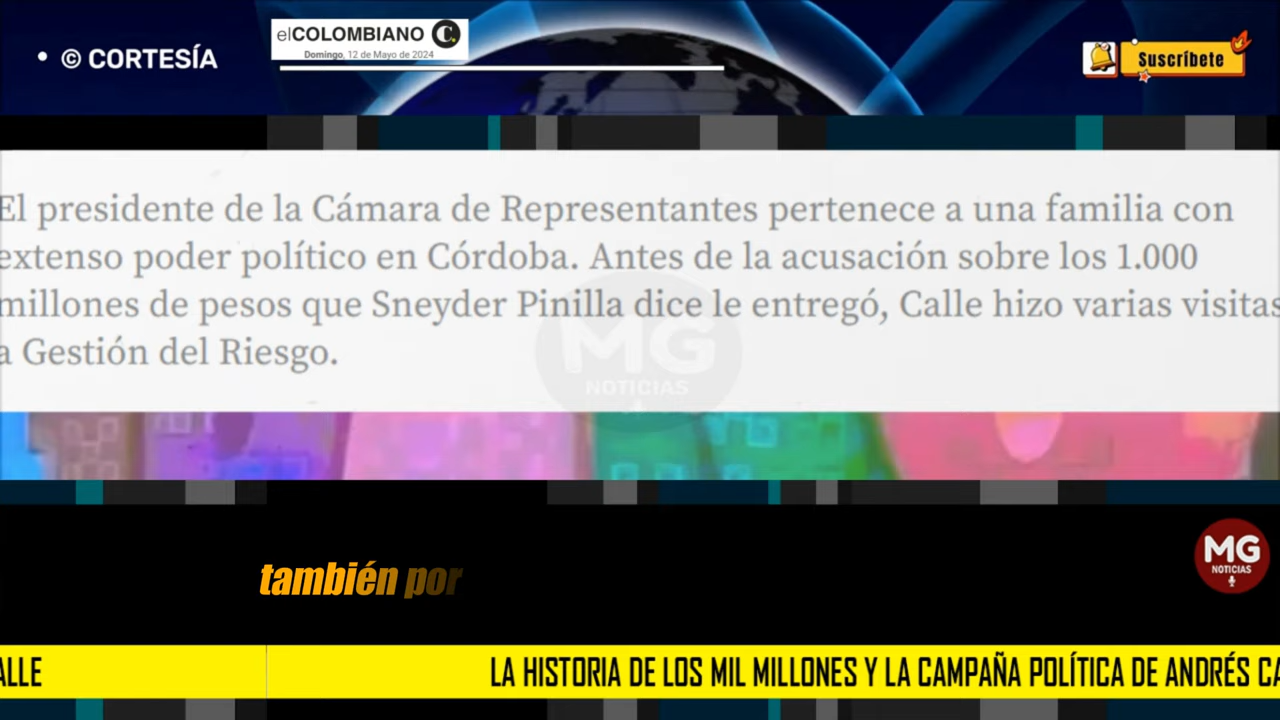 • © CORTESÍA
elCOLOMBIANO C
Domingo, 12 de Mayo de 2024
Suscríbete
El presidente de la Cámara de Representantes pertenece a una familia con
extenso poder político en Córdoba. Antes de la acusación sobre los 1.000
millones de pesos que Sneyder Pinilla dice le entregó, Calle hizo varias visitas
a Gestión del Riesgo.
MG
NOTICIAS
también por
MG
NOTICIAS
ALLE
LA HISTORIA DE LOS MIL MILLONES Y LA CAMPAÑA POLÍTICA DE ANDRÉS CA